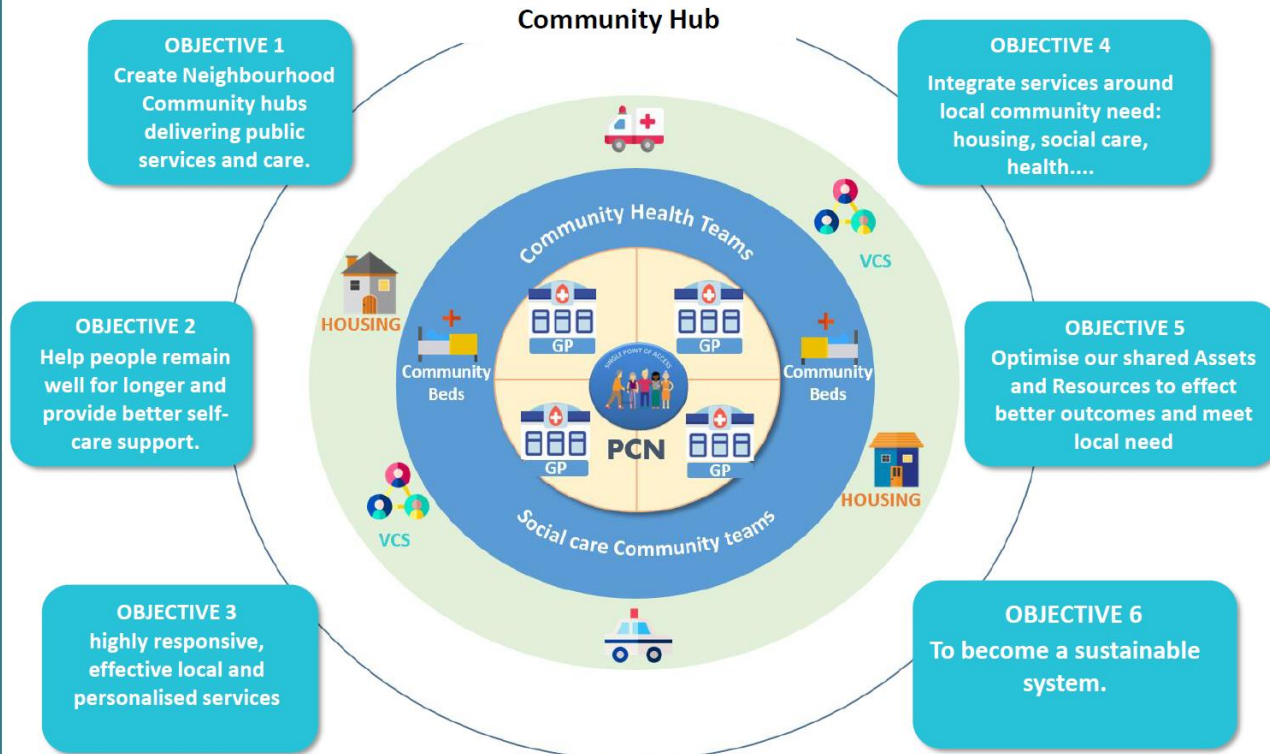 Community Hub
OBJECTIVE 1
Create Neighbourhood
Community hubs
delivering public
services and care.
OBJECTIVE 2
Help people remain
well for longer and
provide better self-
care support.
OBJECTIVE 3
highly responsive,
effective local and
personalised services
OBJECTIVE 4
Integrate services around
local community need:
housing, social care,
health....
OBJECTIVE 5
Optimise our shared Assets
and Resources to effect
better outcomes and meet
local need
OBJECTIVE 6
To become a sustainable
system.
VCS
HOUSING
Community Health Teams
Community
Beds
GP
GP
Community
Beds
SINGLE POINT OF ACCESS
PCN
GP
GP
HOUSING
VCS
Social care Community teams